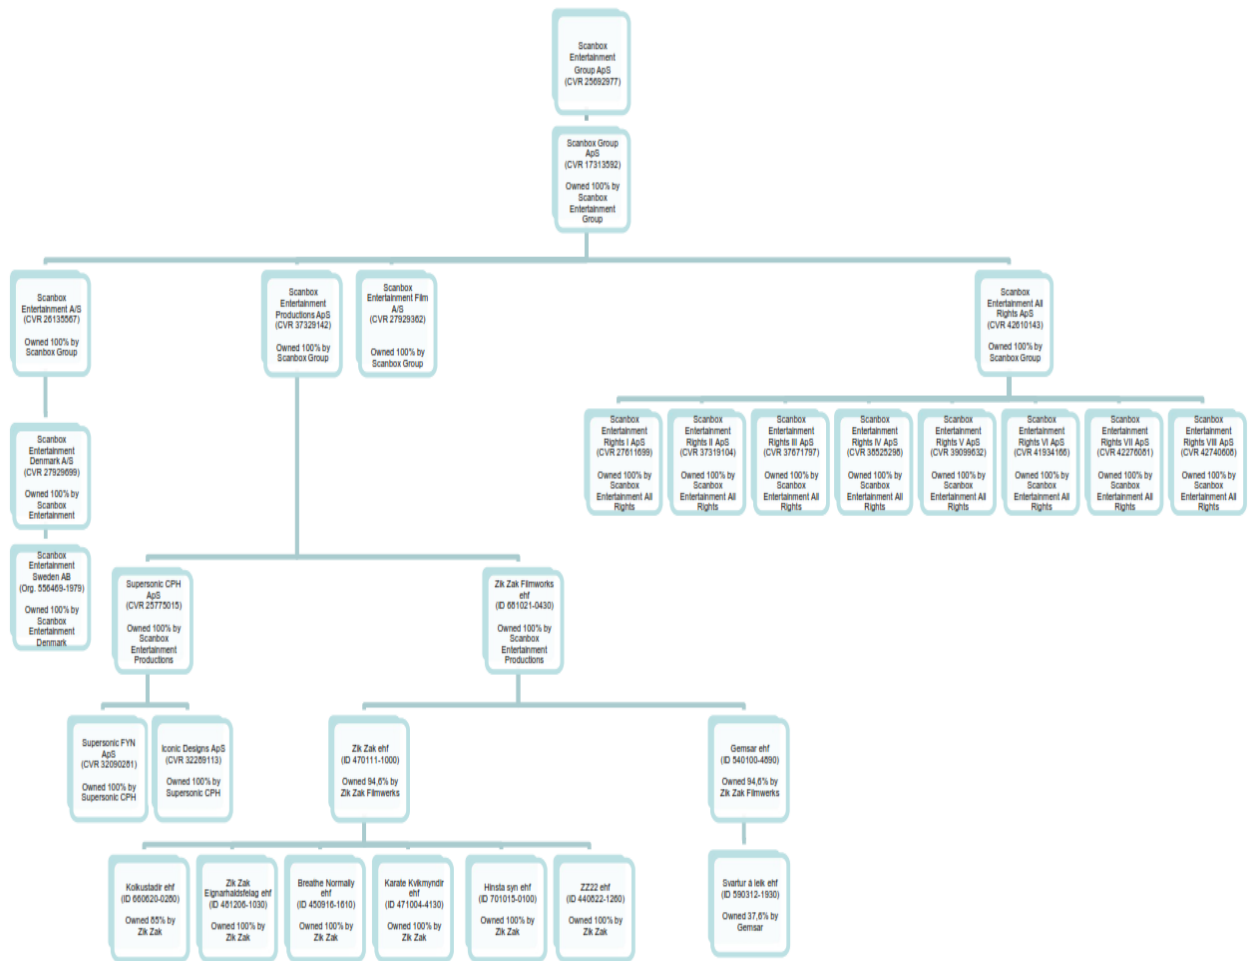 Scanbox
Entertainment
Group ApS
(CVR 25692977)
Scanbox Group
ApS
(CVR 17313592)
Owned 100% by
Scanbox
Entertainment
Group
Scanbox
Entertainment A/S
(CVR 26135567)
Owned 100% by
Scanbox Group
Scanbox
Entertainment
Productions ApS
(CVR 37329142)
Owned 100% by
Scanbox Group
Scanbox
Entertainment Film
A/S
(CVR 27929362)
Owned 100% by
Scanbox Group
Scanbox
Entertainment All
Rights ApS
(CVR 42610143)
Owned 100% by
Scanbox Group
Scanbox
Entertainment
Denmark A/S
(CVR 27929699)
Owned 100% by
Scanbox
Entertainment
Scanbox
Entertainment
Sweden AB
(Org. 556469-1979)
Owned 100% by
Scanbox
Entertainment
Denmark
Scanbox
Entertainment
Rights I ApS
(CVR 27611699)
Owned 100% by
Scanbox
Entertainment All
Rights
Scanbox
Entertainment
Rights II ApS
(CVR 37319104)
Owned 100% by
Scanbox
Entertainment All
Rights
Scanbox
Entertainment
Rights III ApS
(CVR 37671797)
Owned 100% by
Scanbox
Entertainment All
Rights
Scanbox
Entertainment
Rights IV ApS
(CVR 38525298)
Owned 100% by
Scanbox
Entertainment All
Rights
Scanbox
Entertainment
Rights V ApS
(CVR 39099632)
Owned 100% by
Scanbox
Entertainment All
Rights
Scanbox
Entertainment
Rights VI ApS
(CVR 41934166)
Owned 100% by
Scanbox
Entertainment All
Rights
Scanbox
Entertainment
Rights VII ApS
(CVR 42276081)
Owned 100% by
Scanbox
Entertainment All
Rights
Scanbox
Entertainment
Rights VIII ApS
(CVR 42740608)
Owned 100% by
Scanbox
Entertainment All
Rights
Supersonic CPH
ApS
(CVR 25775015)
Owned 100% by
Scanbox
Entertainment
Productions
Zik Zak Filmworks
ehf
(ID 681021-0430)
Owned 100% by
Scanbox
Entertainment
Productions
Supersonic FYN
ApS
(CVR 32090281)
Owned 100% by
Supersonic CPH
Iconic Designs ApS
(CVR 32289113)
Owned 100% by
Supersonic CPH
Zik Zak ehf
(ID 470111-1000)
Owned 94,6% by
Zik Zak Filmwerks
Gemsar ehf
(ID 540100-4890)
Owned 94,6% by
Zik Zak Filmwerks
Kolkustadir ehf
(ID 660620-0280)
Owned 85% by
Zik Zak
Zik Zak
Eignarhaldsfelag ehf
(ID 481206-1030)
Owned 100% by
Zik Zak
Breathe Normally
ehf
(ID 450916-1610)
Owned 100% by
Zik Zak
Karate Kvikmyndir
ehf
(ID 471004-4130)
Owned 100% by
Zik Zak
Hinsta syn ehf
(ID 701015-0100)
Owned 100% by
Zik Zak
ZZ22 ehf
(ID 440822-1260)
Owned 100% by
Zik Zak
Svartur á leik ehf
(ID 590312-1930)
Owned 37,6% by
Gemsar